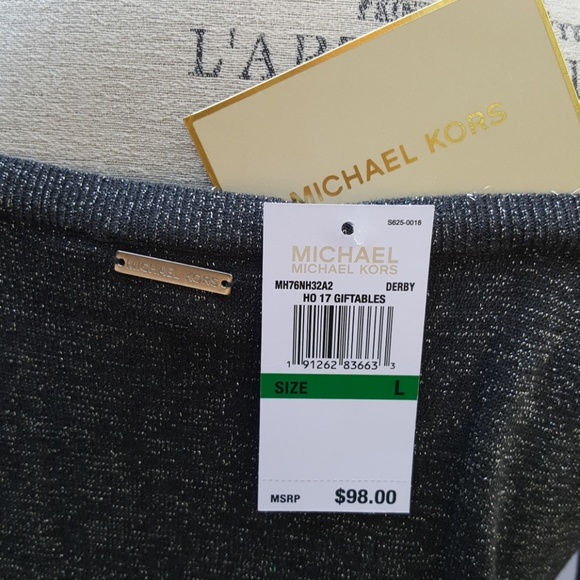 L'AR
MICHAEL KORS
MICHAEL KORS
S625-0018
MICHAEL
MICHAEL KORS
MH76NH32A2 DERBY
HO 17 GIFTABLES
1 91262 83663 3
SIZE L
MSRP $98.00